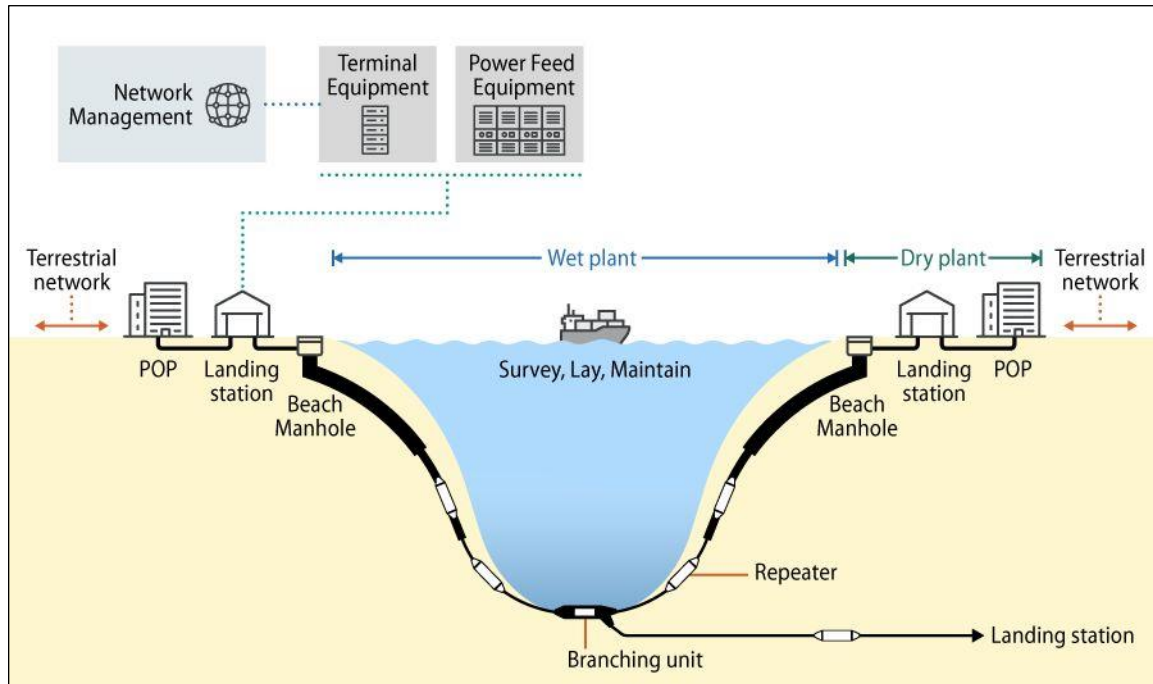 Network
Management
Terminal
Equipment
Power Feed
Equipment
Terrestrial
network
Wet plant
Dry plant
Terrestrial
network
POP
Landing
station
Beach
Manhole
Survey, Lay, Maintain
Beach
Manhole
Landing
station
POP
Repeater
Branching unit
Landing station